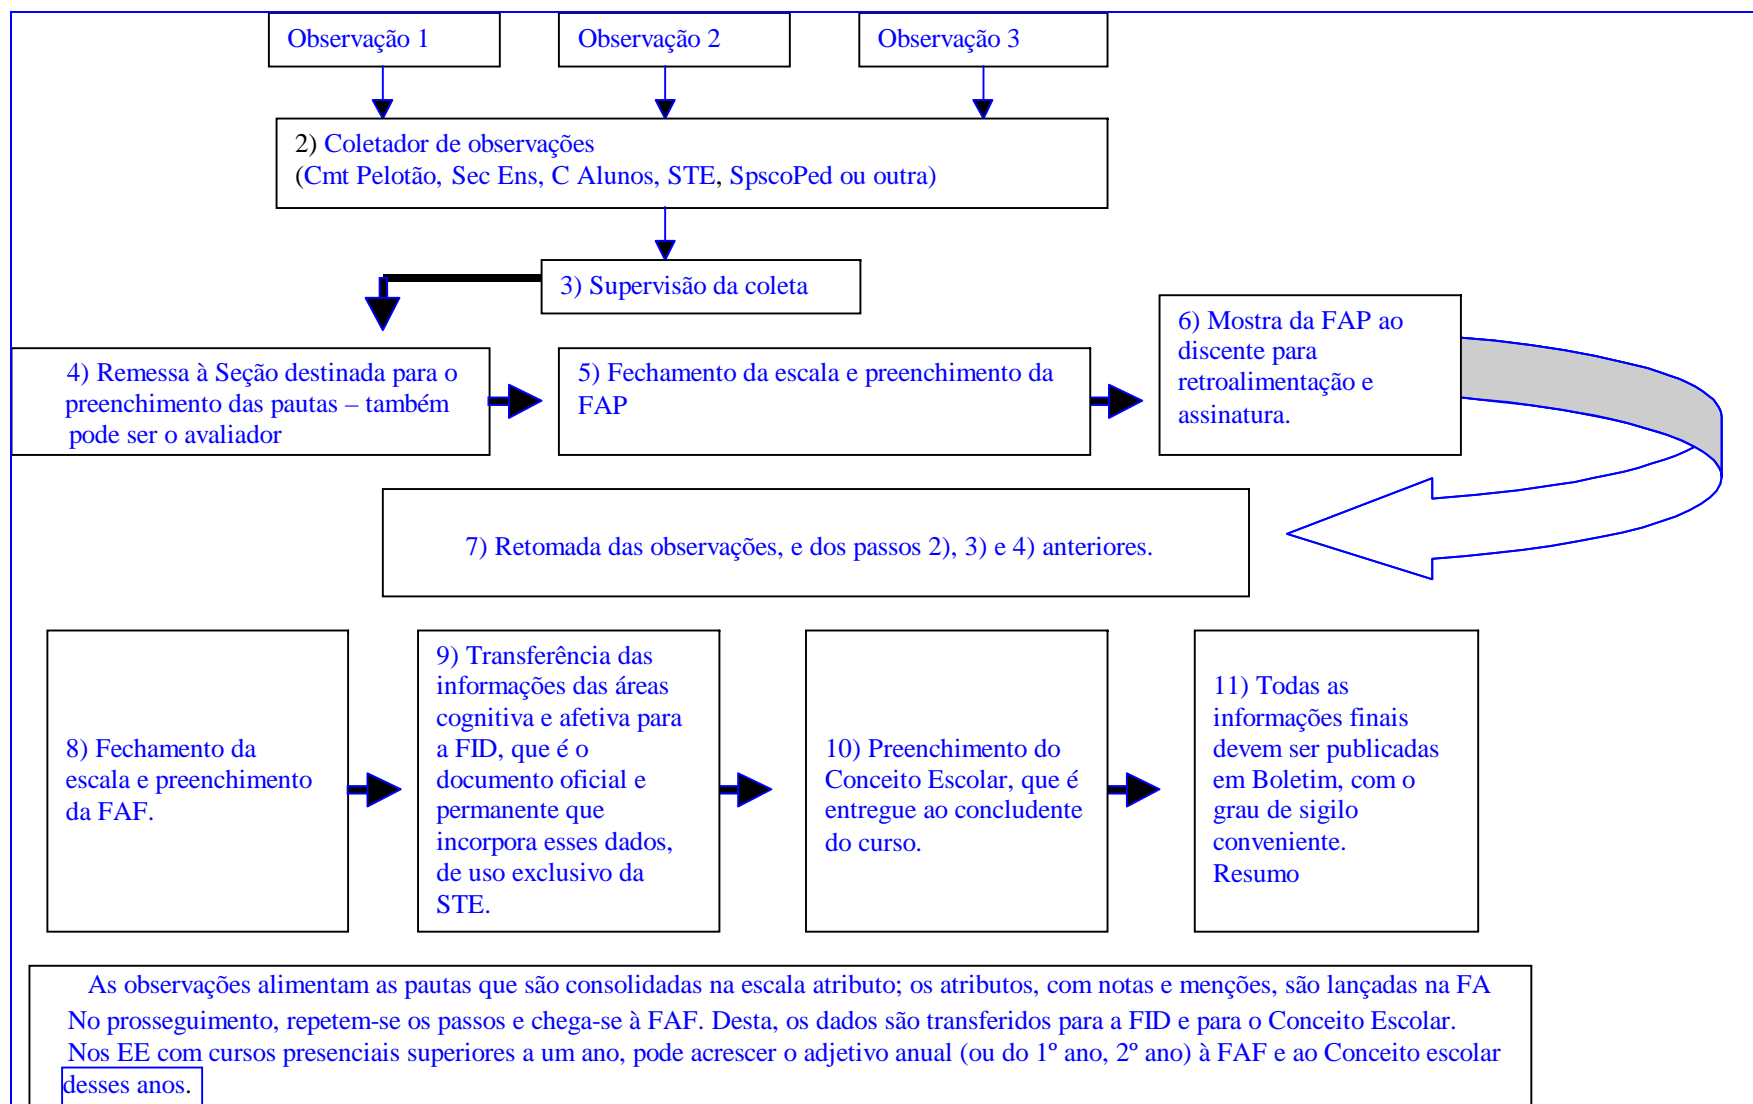 Observação 1
Observação 2
Observação 3
2) Coletador de observações
(Cmt Pelotão, Sec Ens, C Alunos, STE, SpscoPed ou outra)
3) Supervisão da coleta
4) Remessa à Seção destinada para o
preenchimento das pautas – também
pode ser o avaliador
5) Fechamento da escala e preenchimento da
FAP
6) Mostra da FAP ao
discente para
retroalimentação e
assinatura.
7) Retomada das observações, e dos passos 2), 3) e 4) anteriores.
8) Fechamento da
escala e preenchimento
da FAF.
9) Transferência das
informações das áreas
cognitiva e afetiva para
a FID, que é o
documento oficial e
permanente que
incorpora esses dados,
de uso exclusivo da
STE.
10) Preenchimento do
Conceito Escolar, que é
entregue ao concludente
do curso.
11) Todas as
informações finais
devem ser publicadas
em Boletim, com o
grau de sigilo
conveniente.
Resumo
As observações alimentam as pautas que são consolidadas na escala atributo; os atributos, com notas e menções, são lançadas na FA
No prosseguimento, repetem-se os passos e chega-se à FAF. Desta, os dados são transferidos para a FID e para o Conceito Escolar.
Nos EE com cursos presenciais superiores a um ano, pode acrescer o adjetivo anual (ou do 1º ano, 2º ano) à FAF e ao Conceito escolar
desses anos.